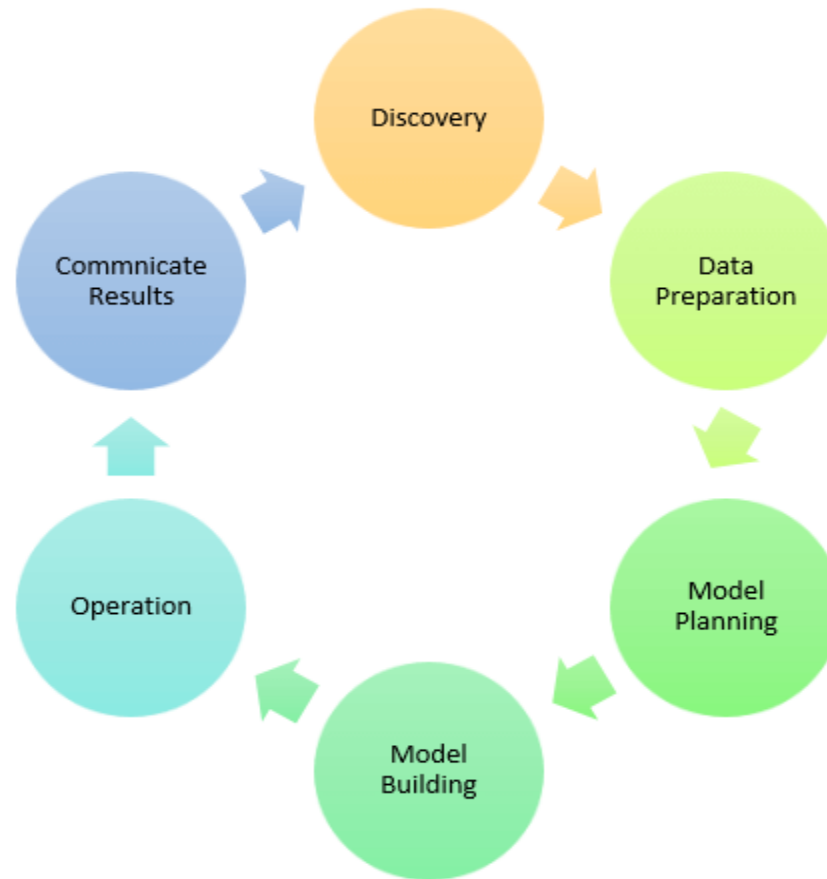 Discovery
Data
Preparation
Model
Planning
Model
Building
Operation
Commnicate
Results